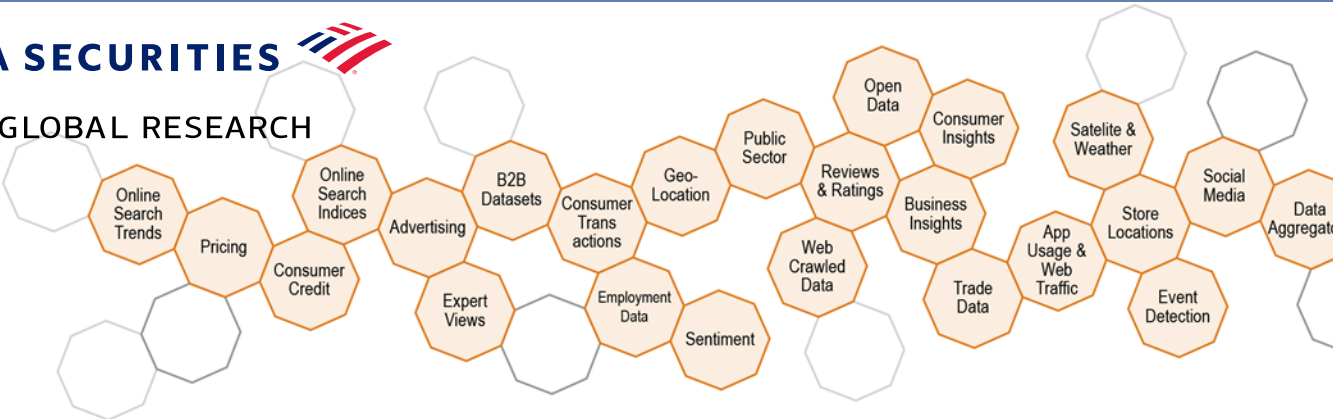 A SECURITIES
GLOBAL RESEARCH
Online
Search
Trends
Pricing
Consumer
Credit
Online
Search
Indices
Advertising
Expert
Views
B2B
Datasets
Consumer
Trans
actions
Employment
Data
Sentiment
Geo-
Location
Public
Sector
Open
Data
Consumer
Insights
Reviews
& Ratings
Business
Insights
Web
Crawled
Data
Trade
Data
App
Usage &
Web
Traffic
Satelite &
Weather
Store
Locations
Event
Detection
Social
Media
Data
Aggregato